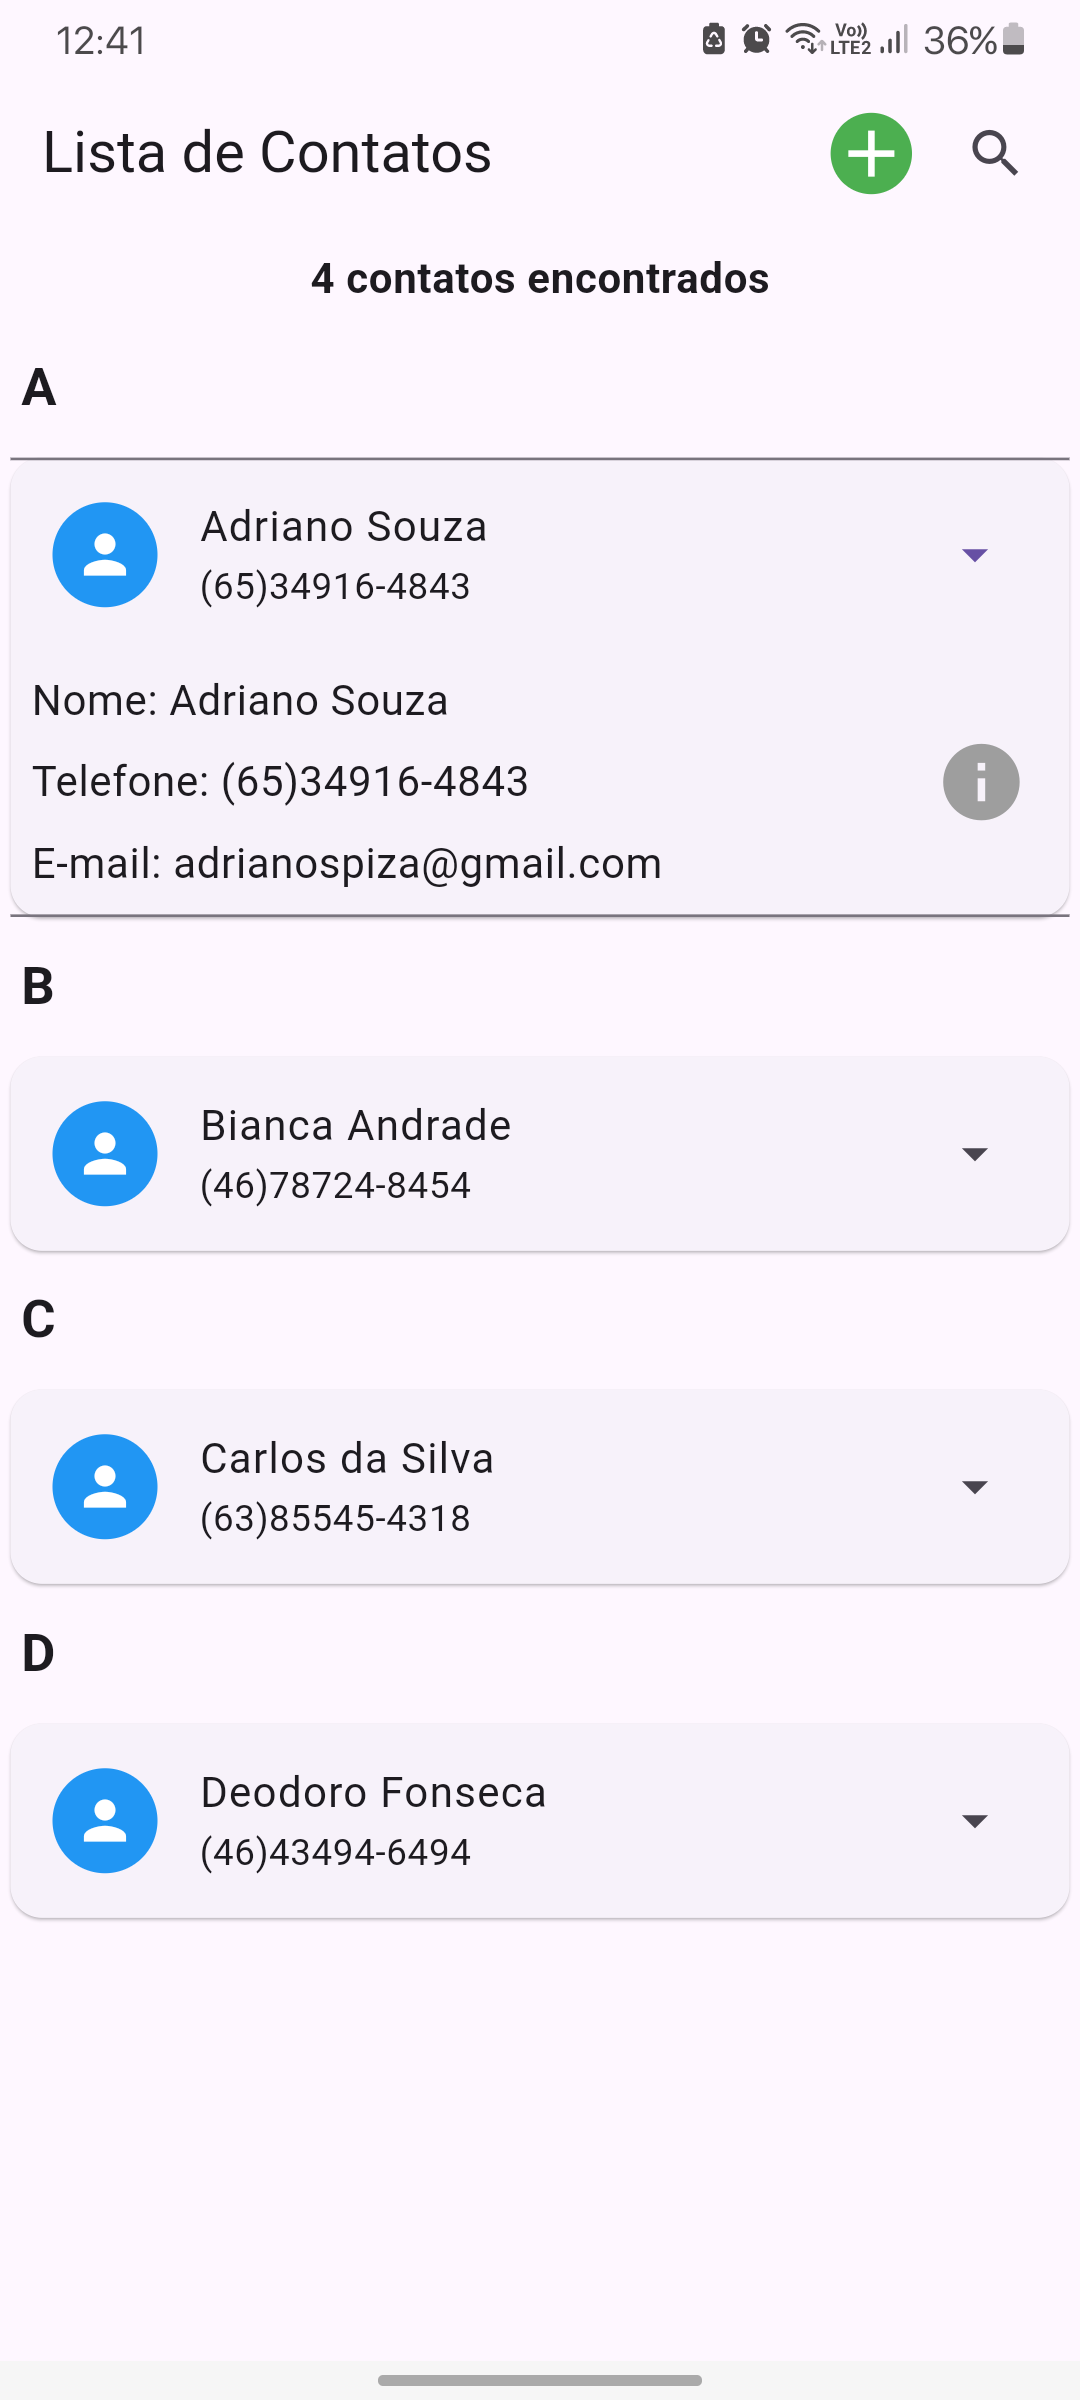 12:41
Vo)) LTE2
36%
Lista de Contatos
4 contatos encontrados
A
Adriano Souza
(65)34916-4843
Nome: Adriano Souza
Telefone: (65)34916-4843
E-mail: adrianospiza@gmail.com
B
Bianca Andrade
(46)78724-8454
C
Carlos da Silva
(63)85545-4318
D
Deodoro Fonseca
(46)43494-6494